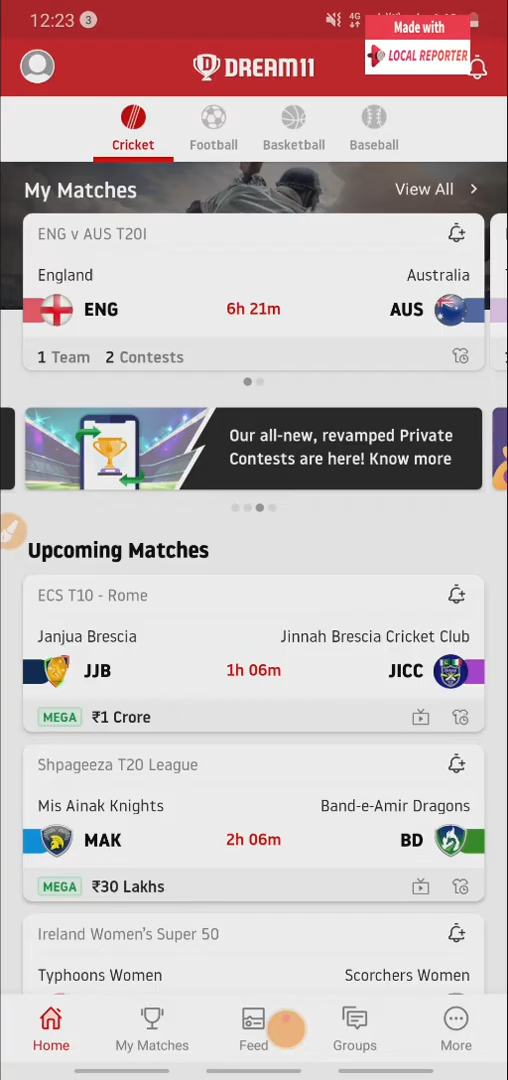 12:23 3
4G
Made with
LOCAL REPORTER
DREAM11
Cricket Football Basketball Baseball
My Matches View All
ENG v AUS T20I
England Australia
ENG 6h 21m AUS
1 Team 2 Contests
Our all-new, revamped Private
Contests are here! Know more
Upcoming Matches
ECS T10 - Rome
Janjua Brescia Jinnah Brescia Cricket Club
JJB 1h 06m JICC
MEGA ₹1 Crore
Shpageeza T20 League
Mis Ainak Knights Band-e-Amir Dragons
MAK 2h 06m BD
MEGA ₹30 Lakhs
Ireland Women's Super 50
Typhoons Women Scorchers Women
Home My Matches Feed Groups More